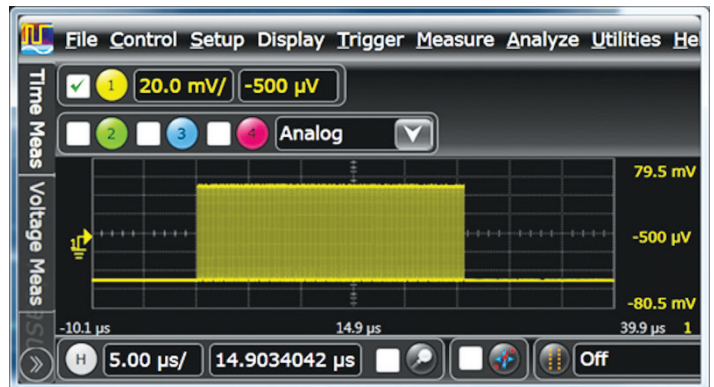 File Control Setup Display Trigger Measure Analyze Utilities He
Time Meas
Voltage Meas
1 20.0 mV/ -500 µV
2 3 4 Analog
79.5 mV
1
-500 µV
-80.5 mV
-10.1 µs 14.9 µs 39.9 µs 1
H 5.00 µs/ 14.9034042 µs Off